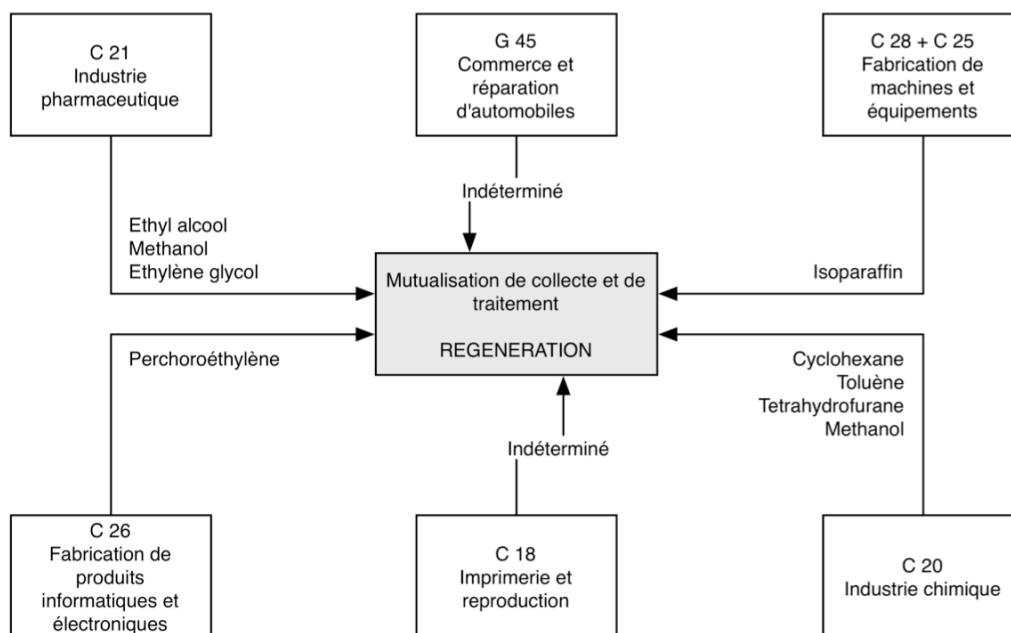 C 21
Industrie
pharmaceutique
G 45
Commerce et
réparation
d'automobiles
C 28 + C 25
Fabrication de
machines et
équipements
Indéterminé
Ethyl alcool
Methanol
Ethylène glycol
Mutualisation de collecte et de
traitement
REGENERATION
Isoparaffin
Perchoroéthylène
Cyclohexane
Toluène
Tetrahydrofurane
Methanol
Indéterminé
C 26
Fabrication de
produits
informatiques et
électroniques
C 18
Imprimerie et
reproduction
C 20
Industrie chimique